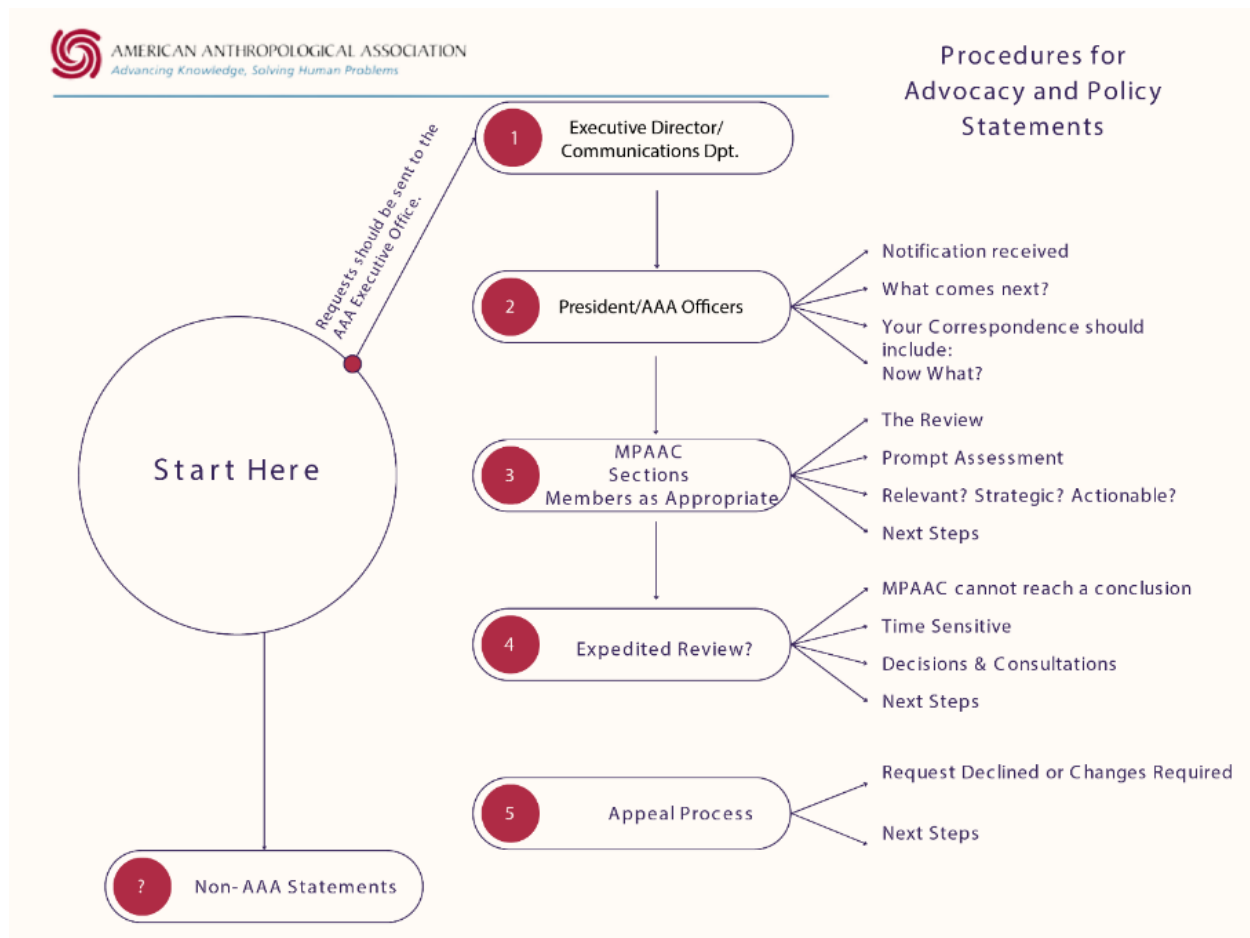 AMERICAN ANTHROPOLOGICAL ASSOCIATION
Advancing Knowledge, Solving Human Problems
Procedures for
Advocacy and Policy
Statements
Start Here
Requests should be sent to the
AAA Executive Office.
1
Executive Director/
Communications Dpt.
2
President/AAA Officers
Notification received
What comes next?
Your Correspondence should
include:
Now What?
3
MPAAC
Sections
Members as Appropriate
The Review
Prompt Assessment
Relevant? Strategic? Actionable?
Next Steps
4
Expedited Review?
MPAAC cannot reach a conclusion
Time Sensitive
Decisions & Consultations
Next Steps
5
Appeal Process
Request Declined or Changes Required
Next Steps
?
Non-AAA Statements